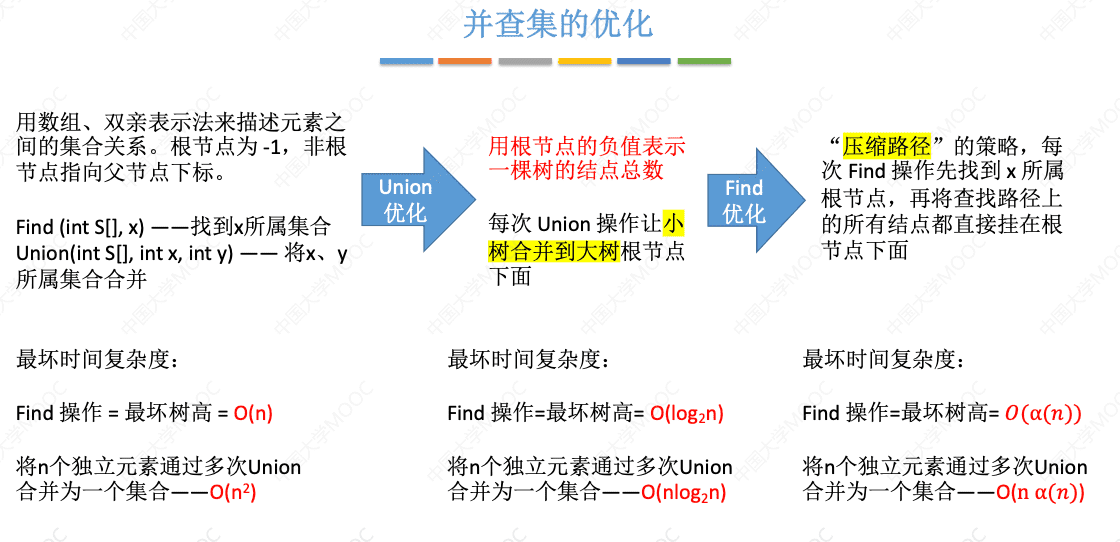 并查集的优化
用数组、双亲表示法来描述元素之
间的集合关系。根节点为 -1，非根
节点指向父节点下标。
Find (int S[], x) ——找到x所属集合
Union(int S[], int x, int y) —— 将x、y
所属集合合并
Union
优化
用根节点的负值表示
一棵树的结点总数
每次 Union 操作让小
树合并到大树根节点
下面
Find
优化
“压缩路径”的策略，每
次 Find 操作先找到 x 所属
根节点，再将查找路径上
的所有结点都直接挂在根
节点下面
最坏时间复杂度：
Find 操作 = 最坏树高 = O(n)
将n个独立元素通过多次Union
合并为一个集合——O(n²)
最坏时间复杂度：
Find 操作=最坏树高= O(log₂n)
将n个独立元素通过多次Union
合并为一个集合——O(nlog₂n)
最坏时间复杂度：
Find 操作=最坏树高= O(α(n))
将n个独立元素通过多次Union
合并为一个集合——O(n α(n))
中国大学MOOC